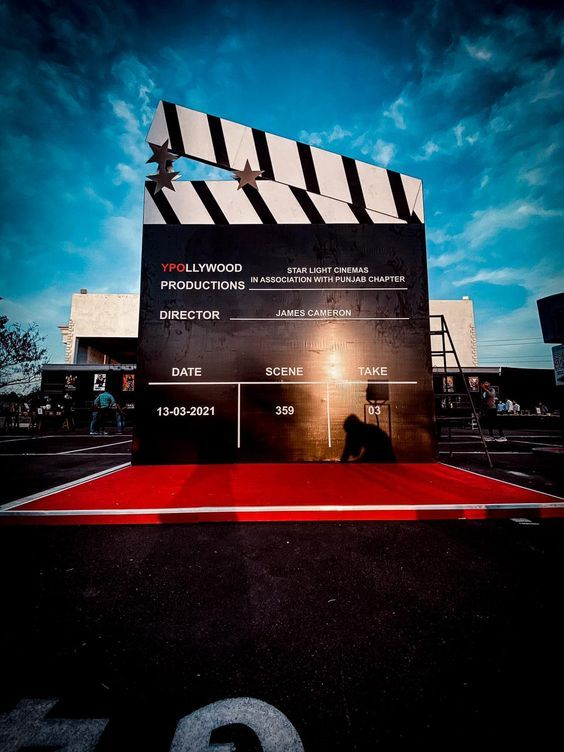 YPOLLYWOOD
PRODUCTIONS
STAR LIGHT CINEMAS
IN ASSOCIATION WITH PUNJAB CHAPTER
DIRECTOR JAMES CAMERON
DATE SCENE TAKE
13-03-2021 359 03